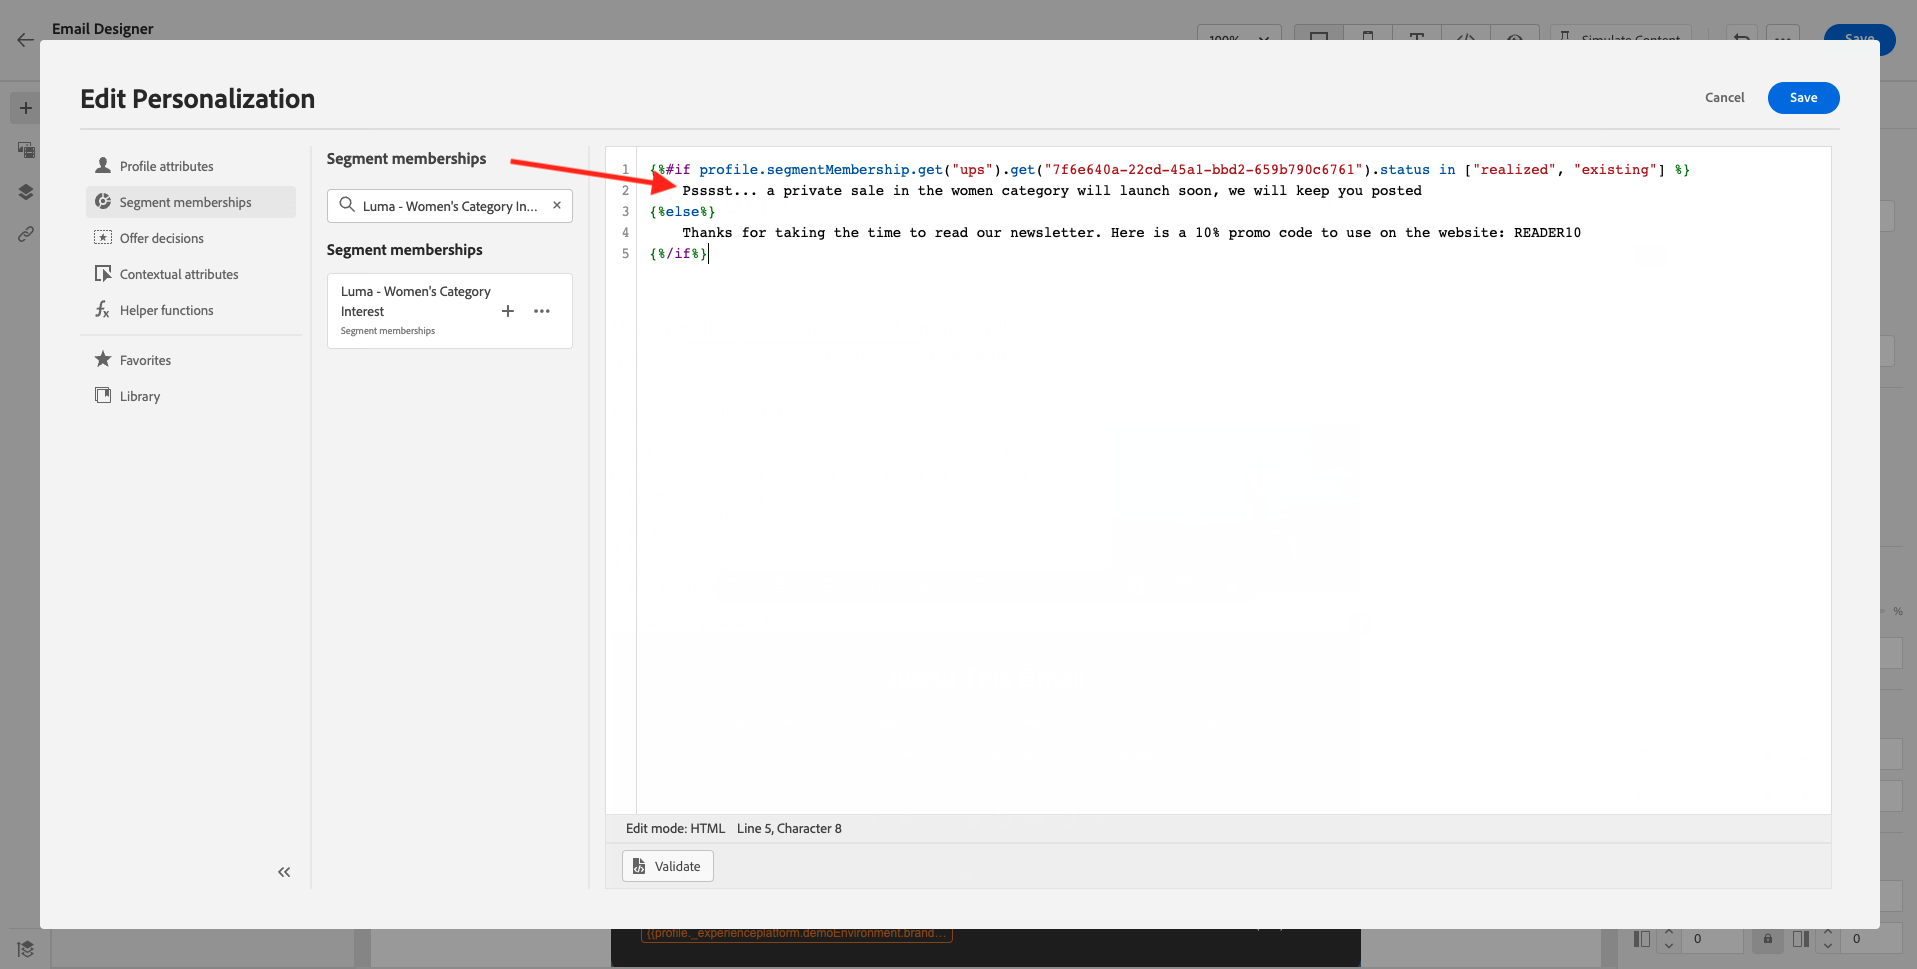 Email Designer
100%
Simulate Content
Save
Edit Personalization
Cancel
Save
Profile attributes
Segment memberships
Offer decisions
Contextual attributes
Helper functions
Favorites
Library
Segment memberships
Luma - Women's Category In...
Segment memberships
Luma - Women's Category
Interest
Segment memberships
1 {%#if profile.segmentMembership.get("ups").get("7f6e640a-22cd-45a1-bbd2-659b790c6761").status in ["realized", "existing"] %}
2 Psssst... a private sale in the women category will launch soon, we will keep you posted
3 {%else%}
4 Thanks for taking the time to read our newsletter. Here is a 10% promo code to use on the website: READER10
5 {%/if%}
Edit mode: HTML Line 5, Character 8
Validate
%
{{profile._experienceplatform.demoEnvironment.brand...
0
0